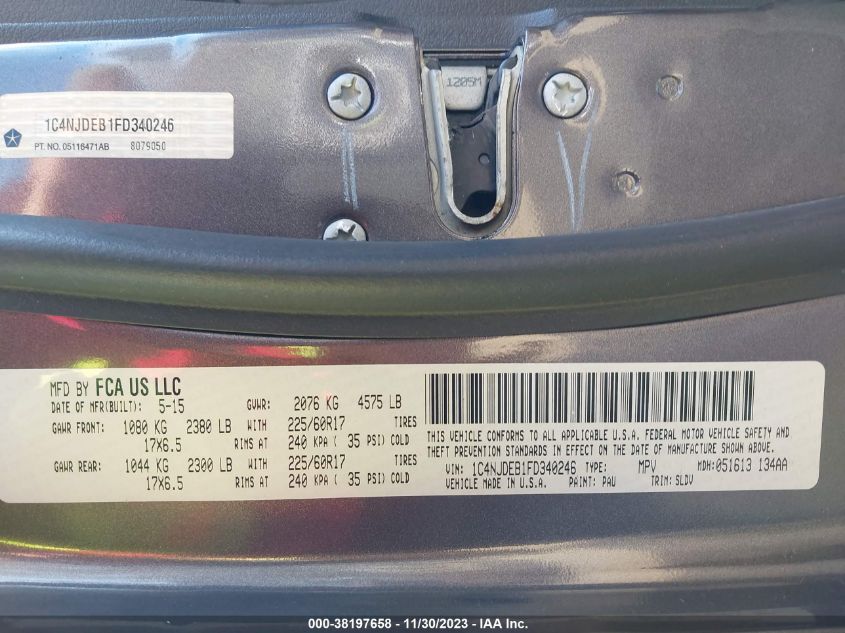 1205M
1C4NJDEB1FD340246
PT. NO. 05116471AB 8079050
MFD BY FCA US LLC
DATE OF MFR(BUILT): 5-15 GVWR: 2076 KG 4575 LB
GAWR FRONT: 1080 KG 2380 LB WITH 225/60R17 TIRES
17X6.5 RIMS AT 240 KPA ( 35 PSI) COLD
GAWR REAR: 1044 KG 2300 LB WITH 225/60R17 TIRES
17X6.5 RIMS AT 240 KPA ( 35 PSI) COLD
THIS VEHICLE CONFORMS TO ALL APPLICABLE U.S.A. FEDERAL MOTOR VEHICLE SAFETY AND
THEFT PREVENTION STANDARDS IN EFFECT ON THE DATE OF MANUFACTURE SHOWN ABOVE.
VIN: 1C4NJDEB1FD340246 TYPE: MPV MDH:051613 134AA
VEHICLE MADE IN U.S.A. PAINT: PAU TRIM: SLDV
000-38197658 - 11/30/2023 - IAA Inc.